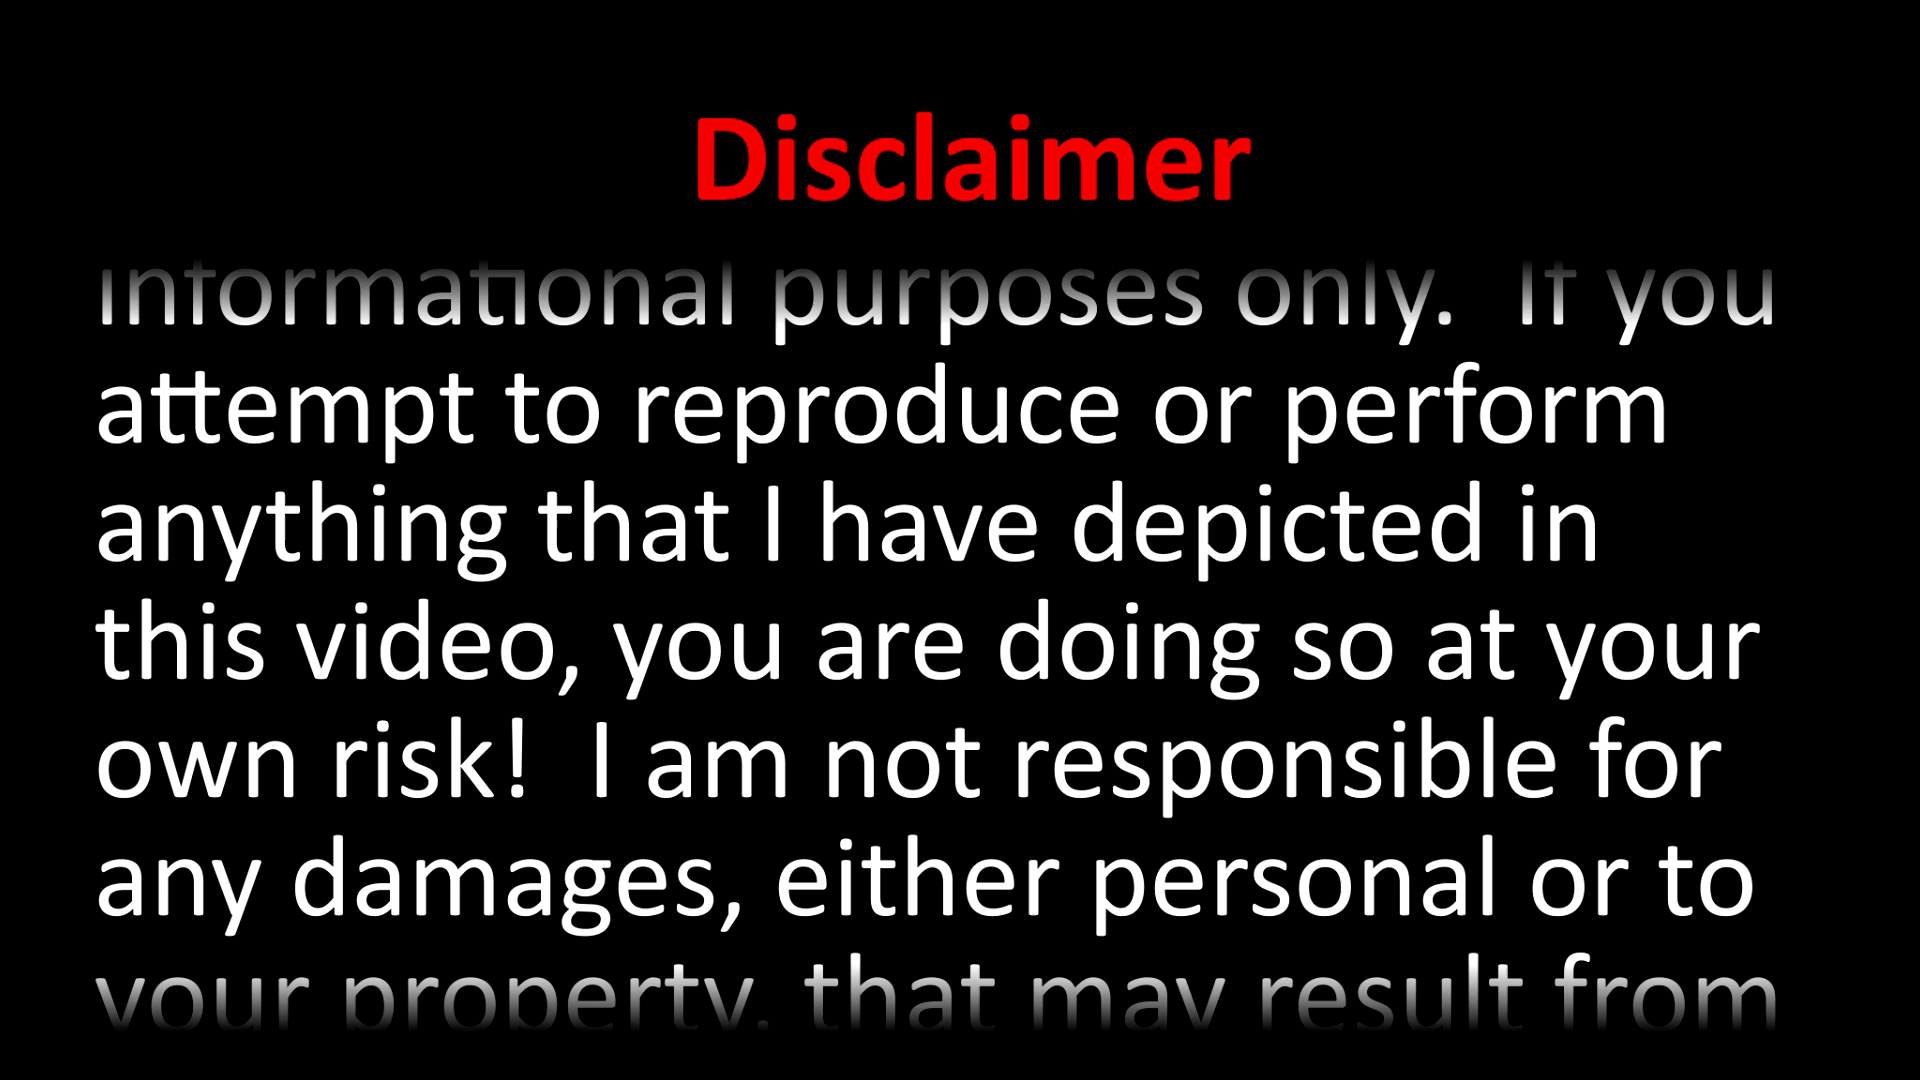 Disclaimer
informational purposes only.  If you
attempt to reproduce or perform
anything that I have depicted in
this video, you are doing so at your
own risk!  I am not responsible for
any damages, either personal or to
your property, that may result from